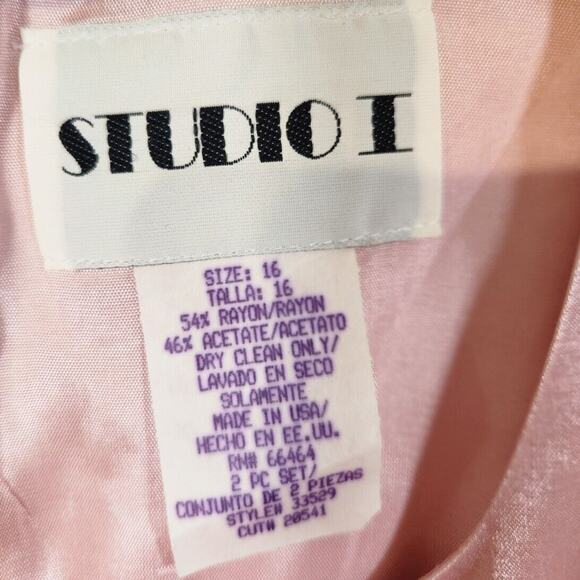 STUDIO I
SIZE: 16
TALLA: 16
54% RAYON/RAYON
46% ACETATE/ACETATO
DRY CLEAN ONLY/
LAVADO EN SECO
SOLAMENTE
MADE IN USA/
HECHO EN EE.UU.
RN# 66464
2 PC SET/
CONJUNTO DE 2 PIEZAS
STYLE# 33529
CUT# 20541